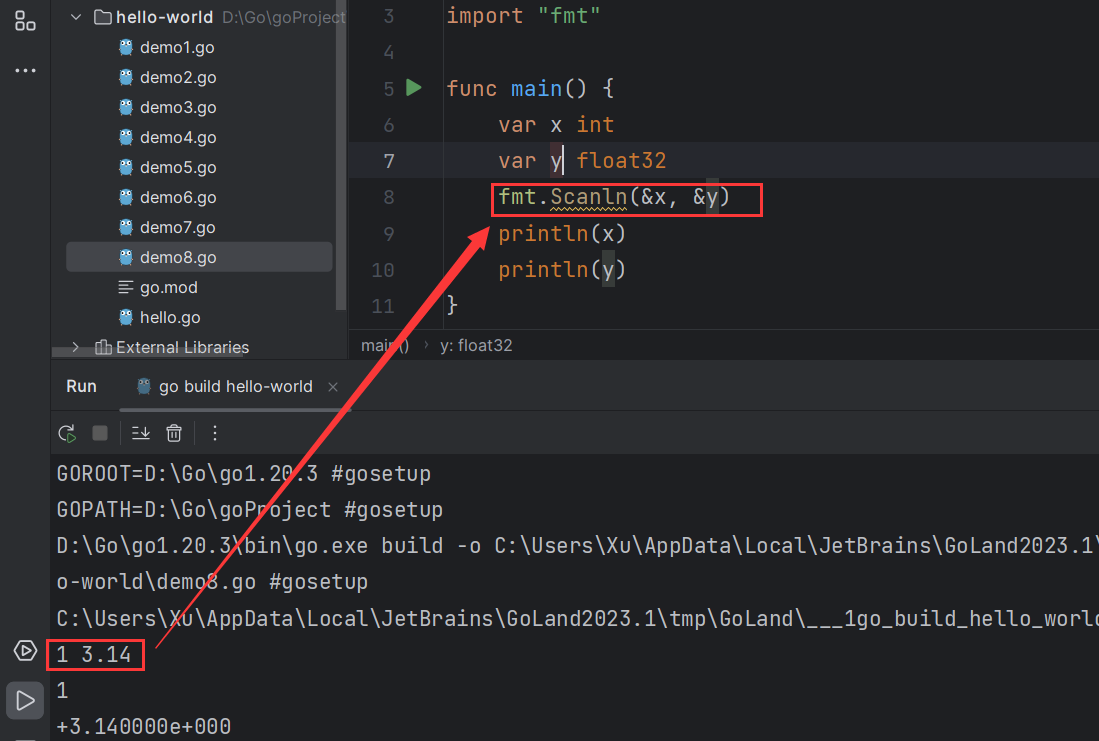 hello-world D:\Go\goProject
demo1.go
demo2.go
demo3.go
demo4.go
demo5.go
demo6.go
demo7.go
demo8.go
go.mod
hello.go
External Libraries
3 import "fmt"
4
5 func main() {
6 var x int
7 var y float32
8 fmt.Scanln(&x, &y)
9 println(x)
10 println(y)
11 }
main() › y: float32
Run go build hello-world ×
GOROOT=D:\Go\go1.20.3 #gosetup
GOPATH=D:\Go\goProject #gosetup
D:\Go\go1.20.3\bin\go.exe build -o C:\Users\Xu\AppData\Local\JetBrains\GoLand2023.1\
o-world\demo8.go #gosetup
C:\Users\Xu\AppData\Local\JetBrains\GoLand2023.1\tmp\GoLand\___1go_build_hello_world
1 3.14
1
+3.140000e+000